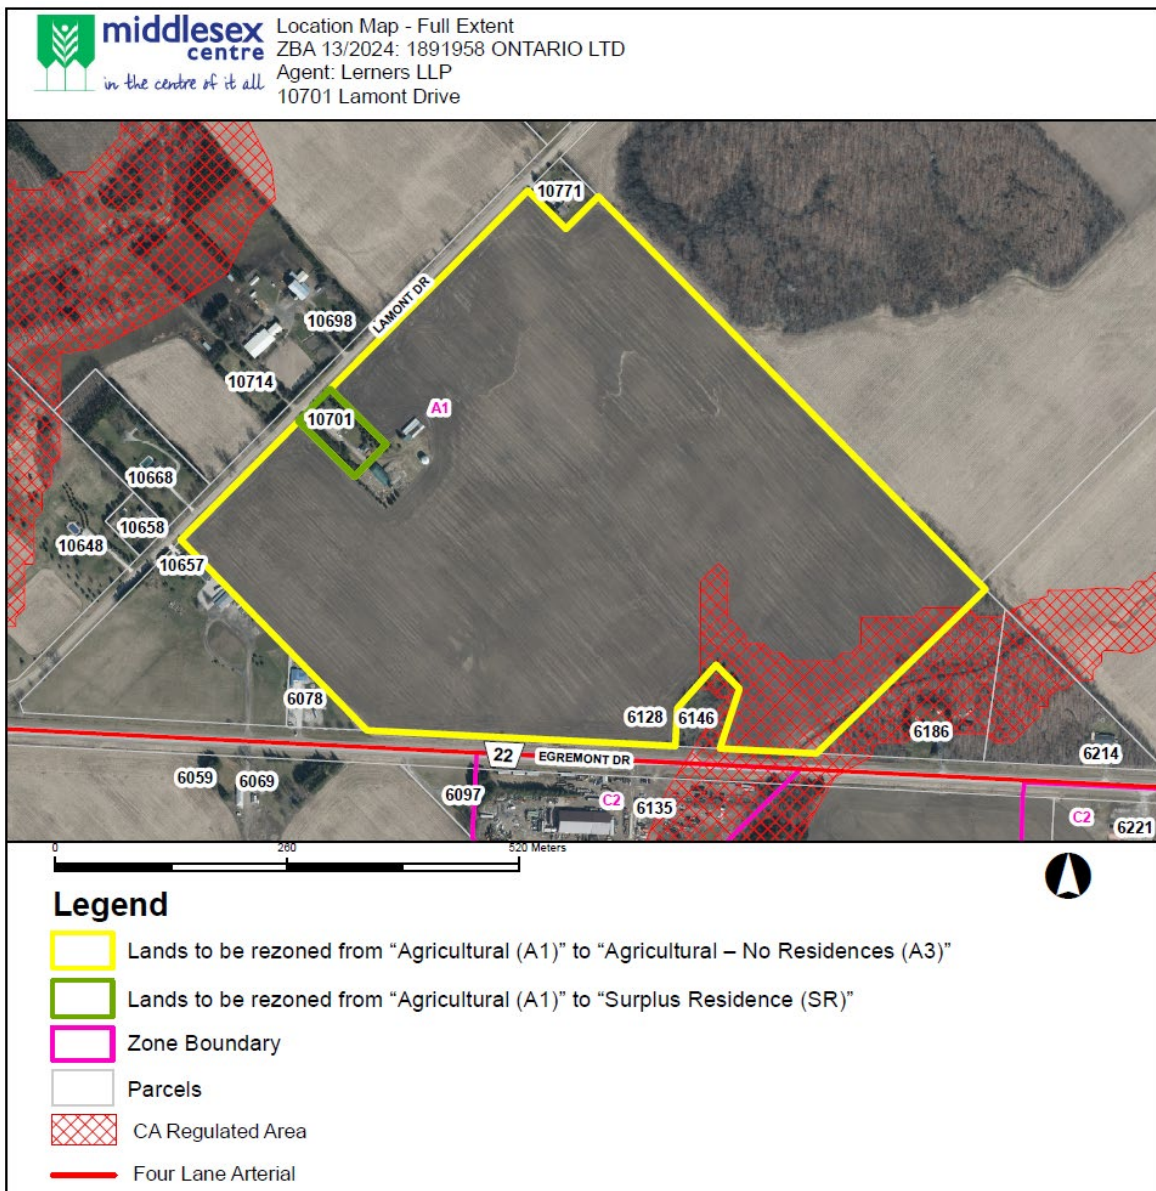 middlesex
centre
in the centre of it all
Location Map - Full Extent
ZBA 13/2024: 1891958 ONTARIO LTD
Agent: Lerners LLP
10701 Lamont Drive
10771
LAMONT DR
10698
10714
10701
A1
10668
10658
10648
10657
6078
6128
6146
6186
6214
22
EGREMONT DR
6059
6069
6097
C2
6135
C2
6221
0
260
520 Meters
Legend
Lands to be rezoned from “Agricultural (A1)” to “Agricultural – No Residences (A3)”
Lands to be rezoned from “Agricultural (A1)” to “Surplus Residence (SR)”
Zone Boundary
Parcels
CA Regulated Area
Four Lane Arterial